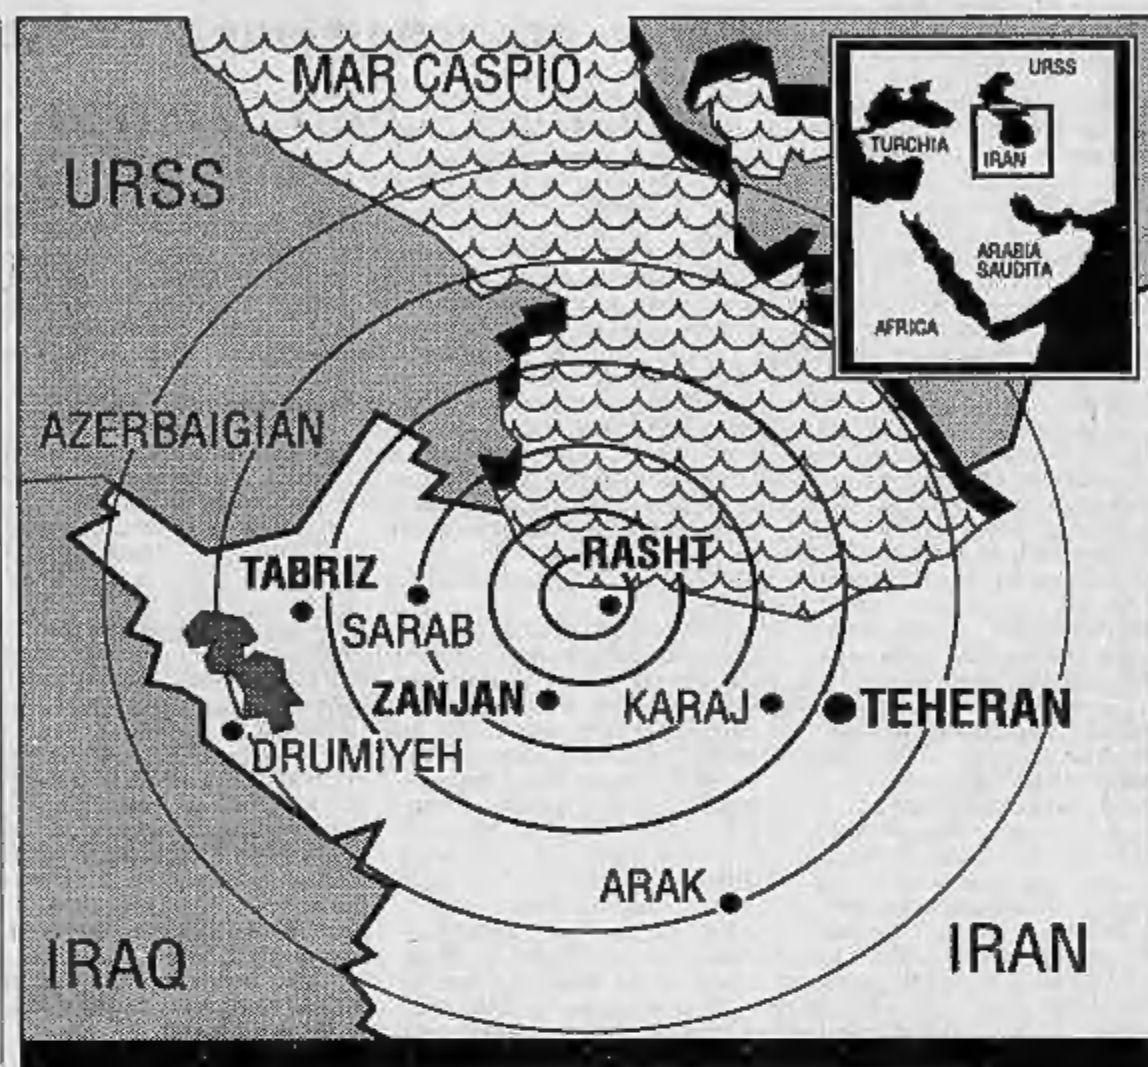 MAR CASPIO
URSS
AZERBAIGIAN
TABRIZ
SARAB
RASHT
ZANJAN
KARAJ
TEHERAN
DRUMIYEH
ARAK
IRAQ
IRAN
URSS
TURCHIA
IRAN
ARABIA
SAUDITA
AFRICA